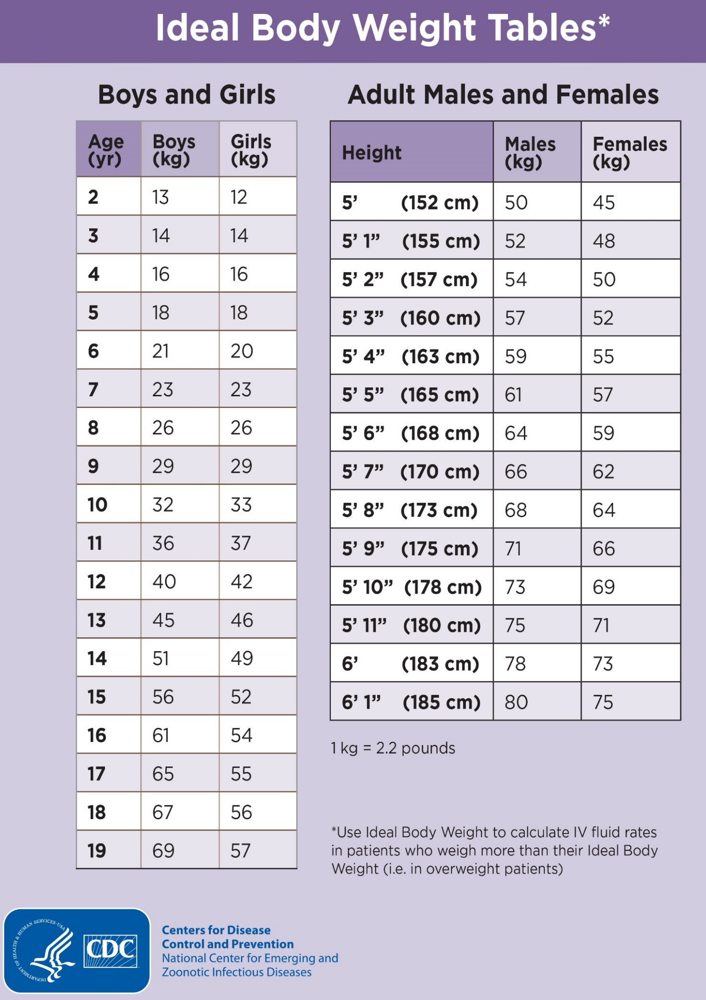 Ideal Body Weight Tables*
Boys and Girls
Age (yr) Boys (kg) Girls (kg)
2 13 12
3 14 14
4 16 16
5 18 18
6 21 20
7 23 23
8 26 26
9 29 29
10 32 33
11 36 37
12 40 42
13 45 46
14 51 49
15 56 52
16 61 54
17 65 55
18 67 56
19 69 57
Adult Males and Females
Height Males (kg) Females (kg)
5’ (152 cm) 50 45
5’ 1” (155 cm) 52 48
5’ 2” (157 cm) 54 50
5’ 3” (160 cm) 57 52
5’ 4” (163 cm) 59 55
5’ 5” (165 cm) 61 57
5’ 6” (168 cm) 64 59
5’ 7” (170 cm) 66 62
5’ 8” (173 cm) 68 64
5’ 9” (175 cm) 71 66
5’ 10” (178 cm) 73 69
5’ 11” (180 cm) 75 71
6’ (183 cm) 78 73
6’ 1” (185 cm) 80 75
1 kg = 2.2 pounds
*Use Ideal Body Weight to calculate IV fluid rates
in patients who weigh more than their Ideal Body
Weight (i.e. in overweight patients)
DEPARTMENT OF HEALTH & HUMAN SERVICES·USA
CDC
Centers for Disease
Control and Prevention
National Center for Emerging and
Zoonotic Infectious Diseases